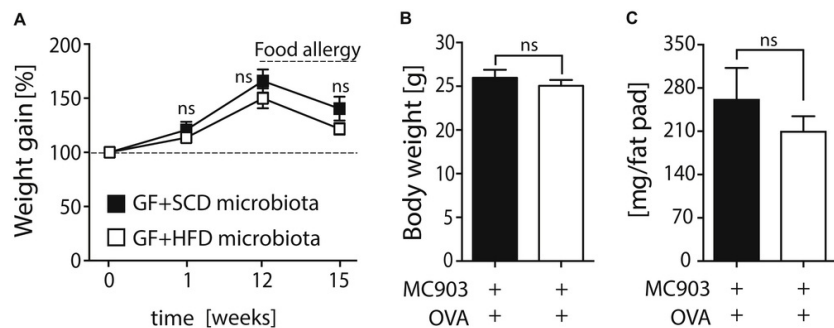 A
Weight gain [%]
200
150
100
50
0
Food allergy
ns
ns
ns
GF+SCD microbiota
GF+HFD microbiota
0
1
12
15
time [weeks]
B
Body weight [g]
30
25
20
25
5
0
ns
MC903 + +
OVA + +
C
[mg/fat pad]
350
280
210
140
70
0
ns
MC903 + +
OVA + +